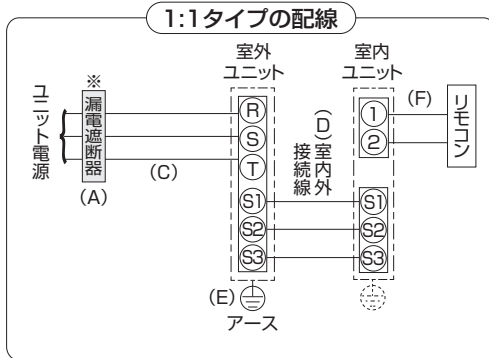 1:1タイプの配線
室外
ユニット
室内
ユニット
ユニット電源
※
漏電遮断器
(A)
(C)
R
S
T
S1
S2
S3
(D)室内外
接続線
1
2
S1
S2
S3
(F)
リモコン
(E)
アース